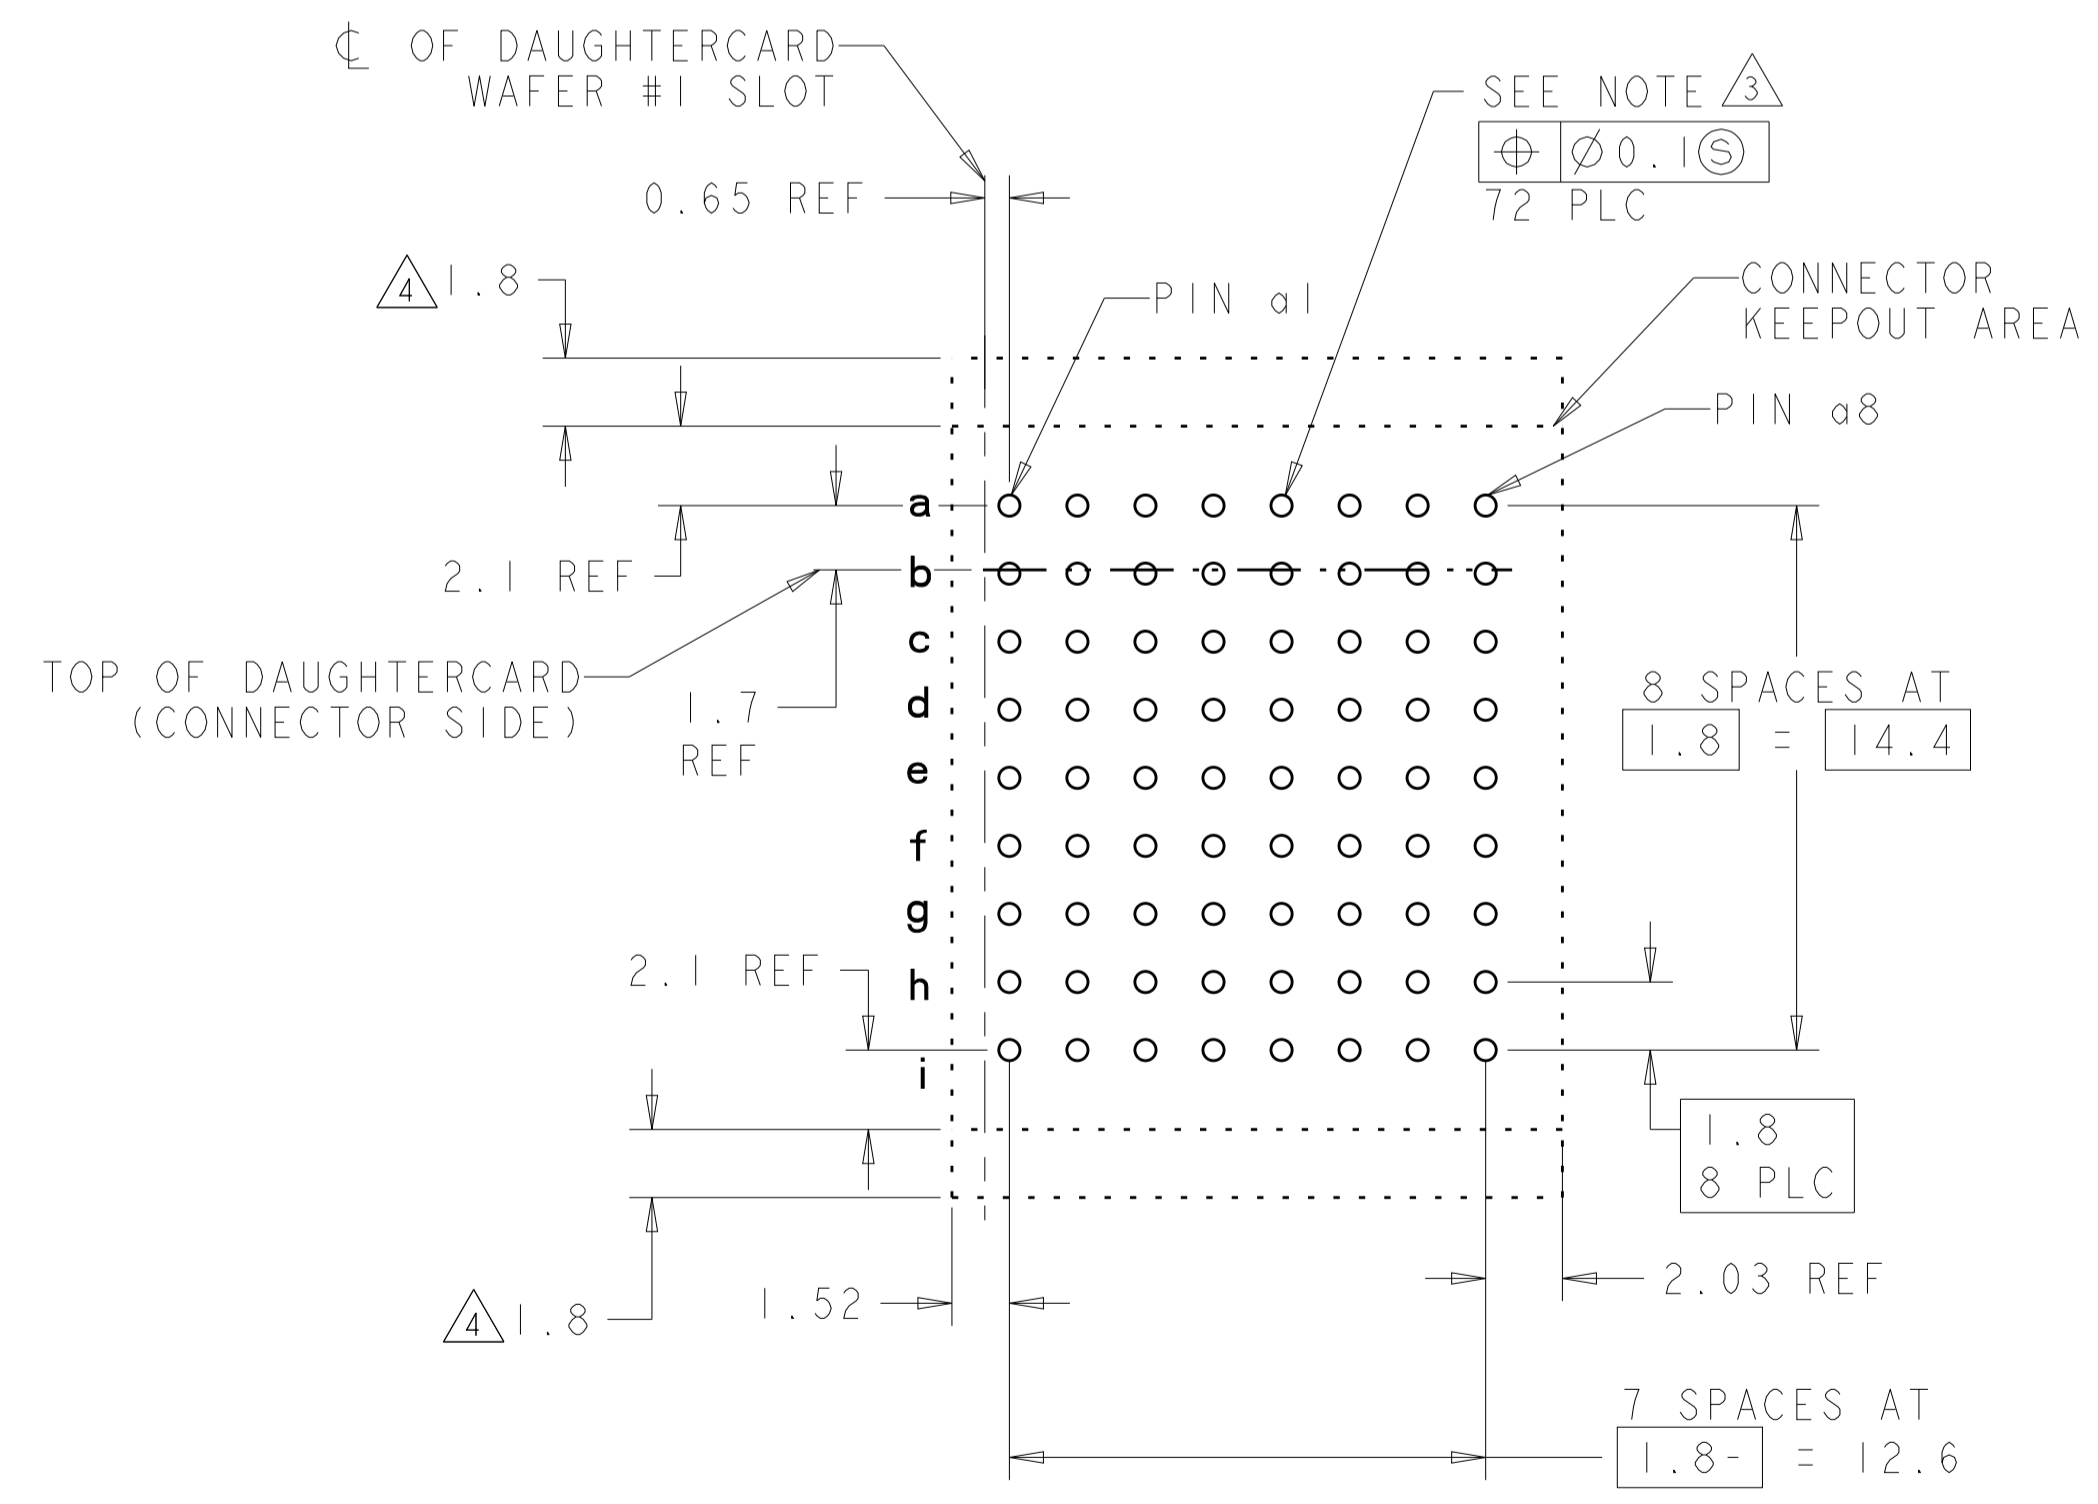 ℄ OF DAUGHTERCARD
WAFER #1 SLOT
SEE NOTE 3
⌖ Ø0.1Ⓢ
72 PLC
0.65 REF
4 1.8
PIN a1
CONNECTOR
KEEPOUT AREA
PIN a8
a
2.1 REF
b
c
TOP OF DAUGHTERCARD
(CONNECTOR SIDE)
1.7
REF
d
8 SPACES AT
1.8 = 14.4
e
f
g
2.1 REF
h
i
1.8
8 PLC
2.03 REF
4 1.8
1.52
7 SPACES AT
1.8- = 12.6